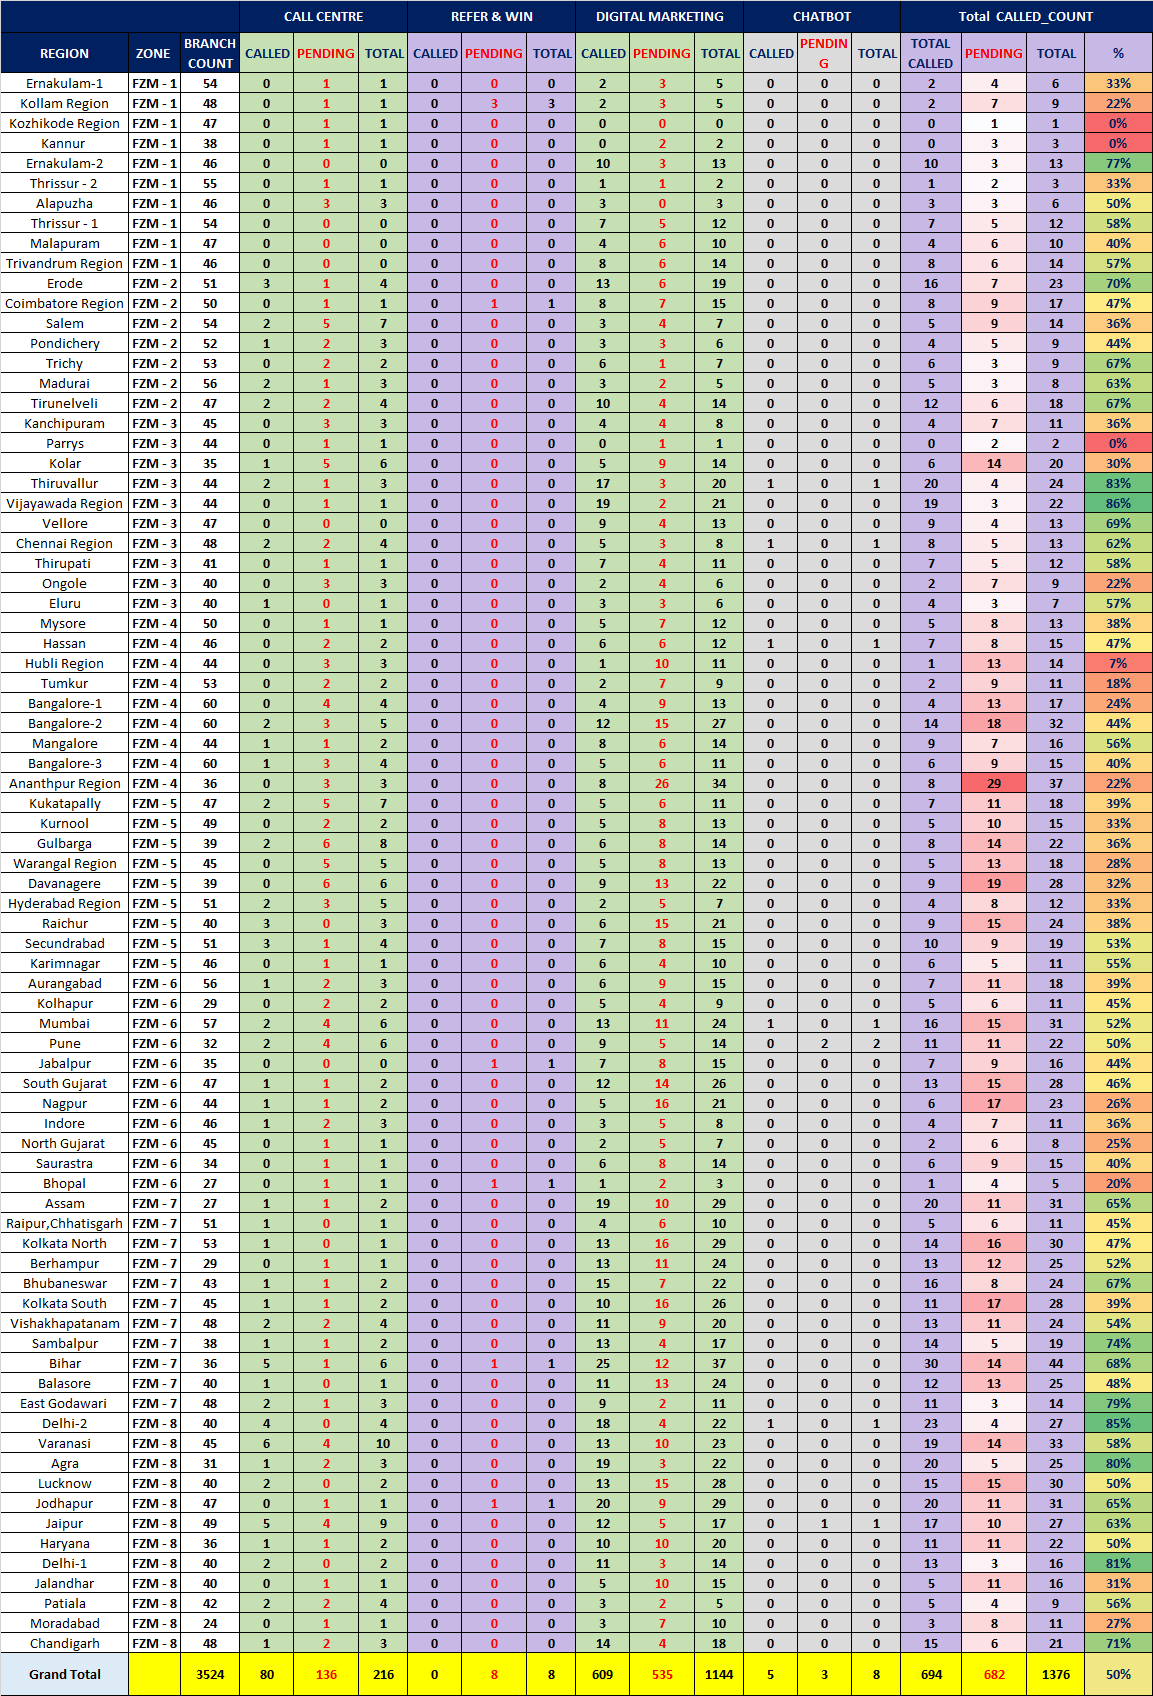 CALL CENTRE REFER & WIN DIGITAL MARKETING CHATBOT Total CALLED_COUNT
REGION ZONE BRANCH COUNT CALLED PENDING TOTAL CALLED PENDING TOTAL CALLED PENDING TOTAL CALLED PENDING TOTAL TOTAL CALLED PENDING TOTAL %
Ernakulam-1 FZM - 1 54 0 1 1 0 0 0 2 3 5 0 0 0 2 4 6 33%
Kollam Region FZM - 1 48 0 1 1 0 3 3 2 3 5 0 0 0 2 7 9 22%
Kozhikode Region FZM - 1 47 0 1 1 0 0 0 0 0 0 0 0 0 0 1 1 0%
Kannur FZM - 1 38 0 1 1 0 0 0 0 2 2 0 0 0 0 3 3 0%
Ernakulam-2 FZM - 1 46 0 0 0 0 0 0 10 3 13 0 0 0 10 3 13 77%
Thrissur - 2 FZM - 1 55 0 1 1 0 0 0 1 1 2 0 0 0 1 2 3 33%
Alapuzha FZM - 1 46 0 3 3 0 0 0 3 0 3 0 0 0 3 3 6 50%
Thrissur - 1 FZM - 1 54 0 0 0 0 0 0 7 5 12 0 0 0 7 5 12 58%
Malapuram FZM - 1 47 0 0 0 0 0 0 4 6 10 0 0 0 4 6 10 40%
Trivandrum Region FZM - 1 46 0 0 0 0 0 0 8 6 14 0 0 0 8 6 14 57%
Erode FZM - 2 51 3 1 4 0 0 0 13 6 19 0 0 0 16 7 23 70%
Coimbatore Region FZM - 2 50 0 1 1 0 1 1 8 7 15 0 0 0 8 9 17 47%
Salem FZM - 2 54 2 5 7 0 0 0 3 4 7 0 0 0 5 9 14 36%
Pondichery FZM - 2 52 1 2 3 0 0 0 3 3 6 0 0 0 4 5 9 44%
Trichy FZM - 2 53 0 2 2 0 0 0 6 1 7 0 0 0 6 3 9 67%
Madurai FZM - 2 56 2 1 3 0 0 0 3 2 5 0 0 0 5 3 8 63%
Tirunelveli FZM - 2 47 2 2 4 0 0 0 10 4 14 0 0 0 12 6 18 67%
Kanchipuram FZM - 3 45 0 3 3 0 0 0 4 4 8 0 0 0 4 7 11 36%
Parrys FZM - 3 44 0 1 1 0 0 0 0 1 1 0 0 0 0 2 2 0%
Kolar FZM - 3 35 1 5 6 0 0 0 5 9 14 0 0 0 6 14 20 30%
Thiruvallur FZM - 3 44 2 1 3 0 0 0 17 3 20 1 0 1 20 4 24 83%
Vijayawada Region FZM - 3 44 0 1 1 0 0 0 19 2 21 0 0 0 19 3 22 86%
Vellore FZM - 3 47 0 0 0 0 0 0 9 4 13 0 0 0 9 4 13 69%
Chennai Region FZM - 3 48 2 2 4 0 0 0 5 3 8 1 0 1 8 5 13 62%
Thirupati FZM - 3 41 0 1 1 0 0 0 7 4 11 0 0 0 7 5 12 58%
Ongole FZM - 3 40 0 3 3 0 0 0 2 4 6 0 0 0 2 7 9 22%
Eluru FZM - 3 40 1 0 1 0 0 0 3 3 6 0 0 0 4 3 7 57%
Mysore FZM - 4 50 0 1 1 0 0 0 5 7 12 0 0 0 5 8 13 38%
Hassan FZM - 4 46 0 2 2 0 0 0 6 6 12 1 0 1 7 8 15 47%
Hubli Region FZM - 4 44 0 3 3 0 0 0 1 10 11 0 0 0 1 13 14 7%
Tumkur FZM - 4 53 0 2 2 0 0 0 2 7 9 0 0 0 2 9 11 18%
Bangalore-1 FZM - 4 60 0 4 4 0 0 0 4 9 13 0 0 0 4 13 17 24%
Bangalore-2 FZM - 4 60 2 3 5 0 0 0 12 15 27 0 0 0 14 18 32 44%
Mangalore FZM - 4 44 1 1 2 0 0 0 8 6 14 0 0 0 9 7 16 56%
Bangalore-3 FZM - 4 60 1 3 4 0 0 0 5 6 11 0 0 0 6 9 15 40%
Ananthpur Region FZM - 4 36 0 3 3 0 0 0 8 26 34 0 0 0 8 29 37 22%
Kukatapally FZM - 5 47 2 5 7 0 0 0 5 6 11 0 0 0 7 11 18 39%
Kurnool FZM - 5 49 0 2 2 0 0 0 5 8 13 0 0 0 5 10 15 33%
Gulbarga FZM - 5 39 2 6 8 0 0 0 6 8 14 0 0 0 8 14 22 36%
Warangal Region FZM - 5 45 0 5 5 0 0 0 5 8 13 0 0 0 5 13 18 28%
Davanagere FZM - 5 39 0 6 6 0 0 0 9 13 22 0 0 0 9 19 28 32%
Hyderabad Region FZM - 5 51 2 3 5 0 0 0 2 5 7 0 0 0 4 8 12 33%
Raichur FZM - 5 40 3 0 3 0 0 0 6 15 21 0 0 0 9 15 24 38%
Secundrabad FZM - 5 51 3 1 4 0 0 0 7 8 15 0 0 0 10 9 19 53%
Karimnagar FZM - 5 46 0 1 1 0 0 0 6 4 10 0 0 0 6 5 11 55%
Aurangabad FZM - 6 56 1 2 3 0 0 0 6 9 15 0 0 0 7 11 18 39%
Kolhapur FZM - 6 29 0 2 2 0 0 0 5 4 9 0 0 0 5 6 11 45%
Mumbai FZM - 6 57 2 4 6 0 0 0 13 11 24 1 0 1 16 15 31 52%
Pune FZM - 6 32 2 4 6 0 0 0 9 5 14 0 2 2 11 11 22 50%
Jabalpur FZM - 6 35 0 0 0 0 1 1 7 8 15 0 0 0 7 9 16 44%
South Gujarat FZM - 6 47 1 1 2 0 0 0 12 14 26 0 0 0 13 15 28 46%
Nagpur FZM - 6 44 1 1 2 0 0 0 5 16 21 0 0 0 6 17 23 26%
Indore FZM - 6 46 1 2 3 0 0 0 3 5 8 0 0 0 4 7 11 36%
North Gujarat FZM - 6 45 0 1 1 0 0 0 2 5 7 0 0 0 2 6 8 25%
Saurastra FZM - 6 34 0 1 1 0 0 0 6 8 14 0 0 0 6 9 15 40%
Bhopal FZM - 6 27 0 1 1 0 1 1 1 2 3 0 0 0 1 4 5 20%
Assam FZM - 7 27 1 1 2 0 0 0 19 10 29 0 0 0 20 11 31 65%
Raipur,Chhatisgarh FZM - 7 51 1 0 1 0 0 0 4 6 10 0 0 0 5 6 11 45%
Kolkata North FZM - 7 53 1 0 1 0 0 0 13 16 29 0 0 0 14 16 30 47%
Berhampur FZM - 7 29 0 1 1 0 0 0 13 11 24 0 0 0 13 12 25 52%
Bhubaneswar FZM - 7 43 1 1 2 0 0 0 15 7 22 0 0 0 16 8 24 67%
Kolkata South FZM - 7 45 1 1 2 0 0 0 10 16 26 0 0 0 11 17 28 39%
Vishakhapatanam FZM - 7 48 2 2 4 0 0 0 11 9 20 0 0 0 13 11 24 54%
Sambalpur FZM - 7 38 1 1 2 0 0 0 13 4 17 0 0 0 14 5 19 74%
Bihar FZM - 7 36 5 1 6 0 1 1 25 12 37 0 0 0 30 14 44 68%
Balasore FZM - 7 40 1 0 1 0 0 0 11 13 24 0 0 0 12 13 25 48%
East Godawari FZM - 7 48 2 1 3 0 0 0 9 2 11 0 0 0 11 3 14 79%
Delhi-2 FZM - 8 40 4 0 4 0 0 0 18 4 22 1 0 1 23 4 27 85%
Varanasi FZM - 8 45 6 4 10 0 0 0 13 10 23 0 0 0 19 14 33 58%
Agra FZM - 8 31 1 2 3 0 0 0 19 3 22 0 0 0 20 5 25 80%
Lucknow FZM - 8 40 2 0 2 0 0 0 13 15 28 0 0 0 15 15 30 50%
Jodhapur FZM - 8 47 0 1 1 0 1 1 20 9 29 0 0 0 20 11 31 65%
Jaipur FZM - 8 49 5 4 9 0 0 0 12 5 17 0 1 1 17 10 27 63%
Haryana FZM - 8 36 1 1 2 0 0 0 10 10 20 0 0 0 11 11 22 50%
Delhi-1 FZM - 8 40 2 0 2 0 0 0 11 3 14 0 0 0 13 3 16 81%
Jalandhar FZM - 8 40 0 1 1 0 0 0 5 10 15 0 0 0 5 11 16 31%
Patiala FZM - 8 42 2 2 4 0 0 0 3 2 5 0 0 0 5 4 9 56%
Moradabad FZM - 8 24 0 1 1 0 0 0 3 7 10 0 0 0 3 8 11 27%
Chandigarh FZM - 8 48 1 2 3 0 0 0 14 4 18 0 0 0 15 6 21 71%
Grand Total 3524 80 136 216 0 8 8 609 535 1144 5 3 8 694 682 1376 50%